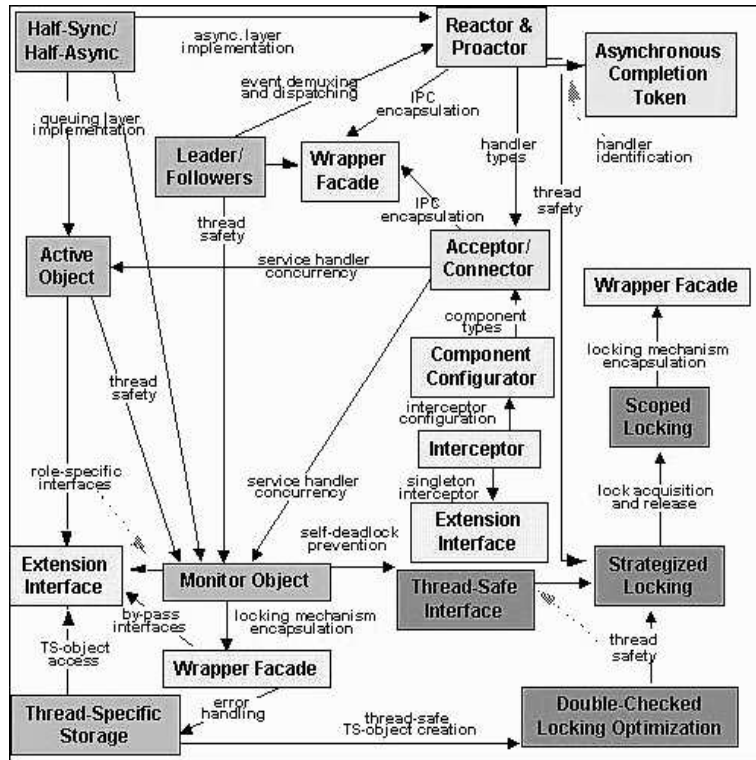 Half-Sync/
Half-Async
async. layer
implementation
Reactor &
Proactor
Asynchronous
Completion
Token
event demuxing
and dispatching
IPC
encapsulation
queuing layer
implementation
handler
types
handler
identification
Leader/
Followers
Wrapper
Facade
thread
safety
IPC
encapsulation
thread
safety
Active
Object
service handler
concurrency
Acceptor/
Connector
Wrapper Facade
component
types
locking mechanism
encapsulation
Component
Configurator
thread
safety
interceptor
configuration
Scoped
Locking
Interceptor
role-specific
interfaces
service handler
concurrency
singleton
interceptor
lock acquisition
and release
self-deadlock
prevention
Extension
Interface
Extension
Interface
Monitor Object
Thread-Safe
Interface
Strategized
Locking
by-pass
interfaces
locking mechanism
encapsulation
TS-object
access
thread
safety
Wrapper Facade
error
handling
Thread-Specific
Storage
thread-safe
TS-object creation
Double-Checked
Locking Optimization